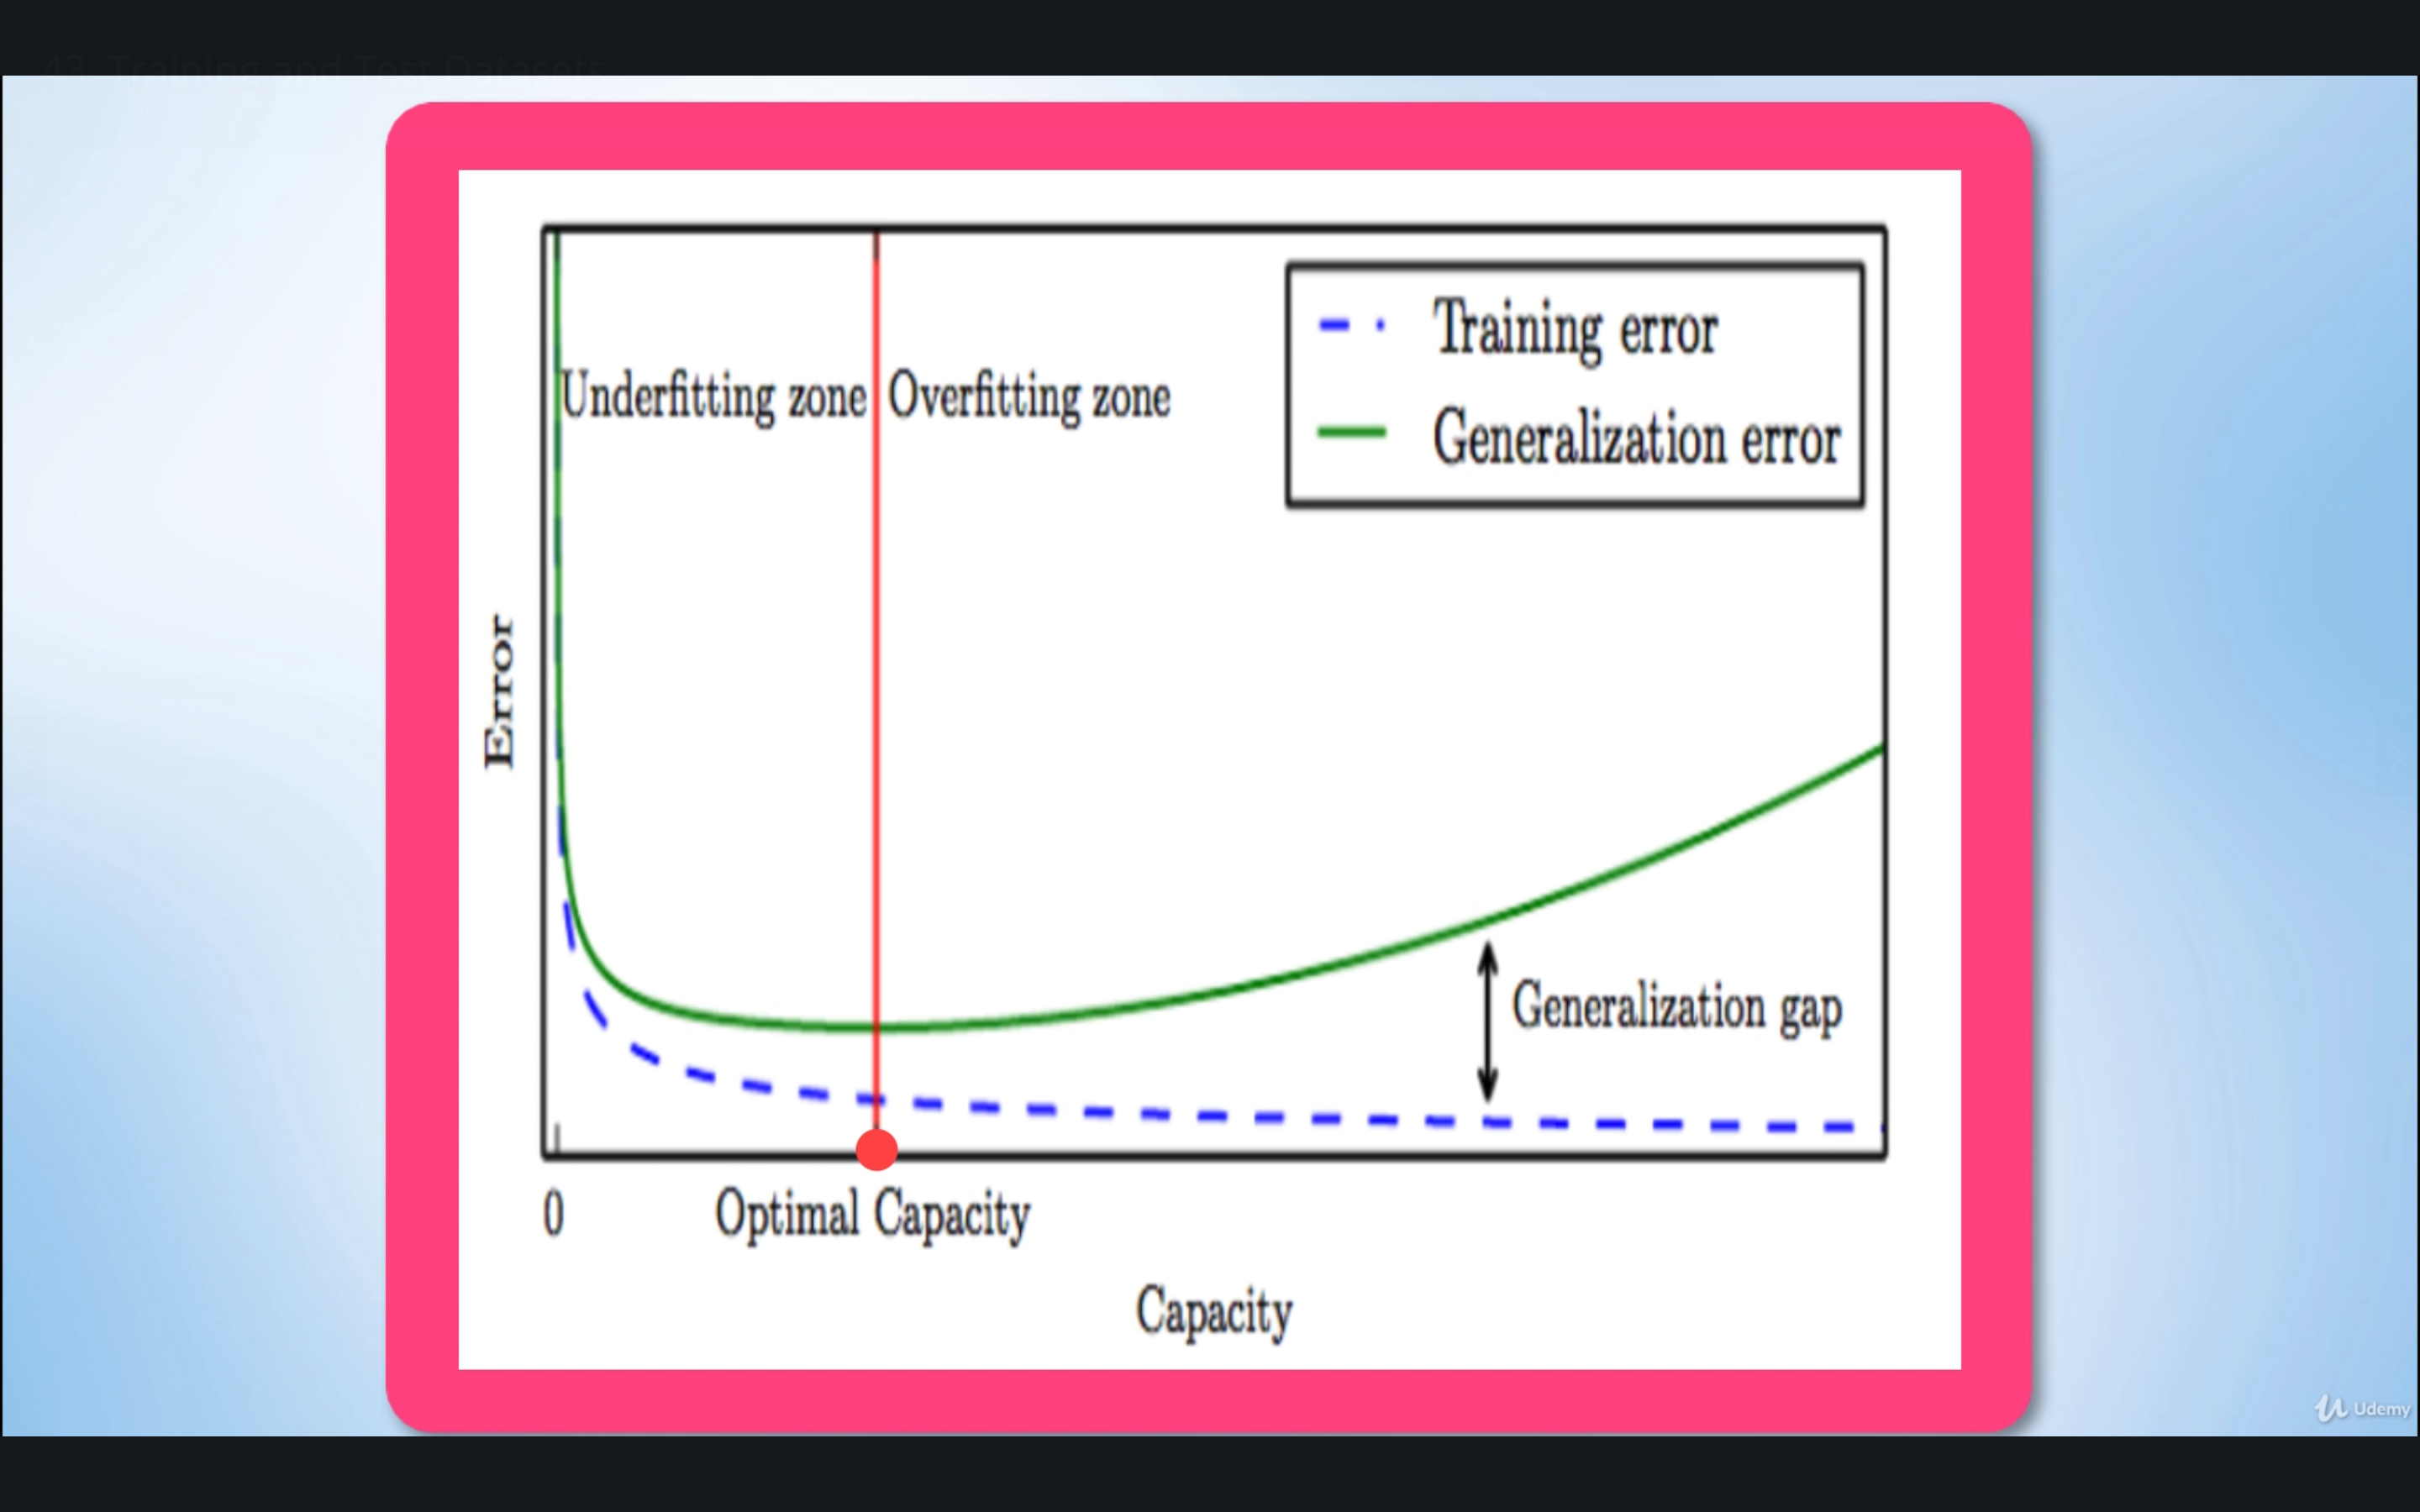 43. Training and Test Datasets
Underfitting zone
Overfitting zone
Training error
Generalization error
Error
Generalization gap
0
Optimal Capacity
Capacity
Udemy